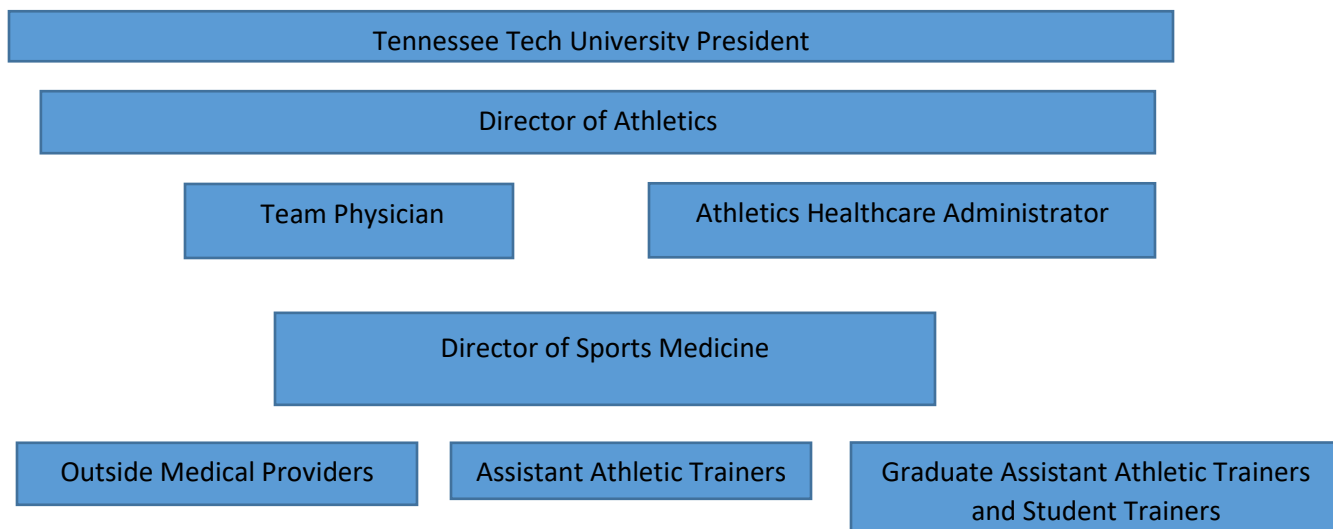 Tennessee Tech University President
Director of Athletics
Team Physician
Athletics Healthcare Administrator
Director of Sports Medicine
Outside Medical Providers
Assistant Athletic Trainers
Graduate Assistant Athletic Trainers
and Student Trainers